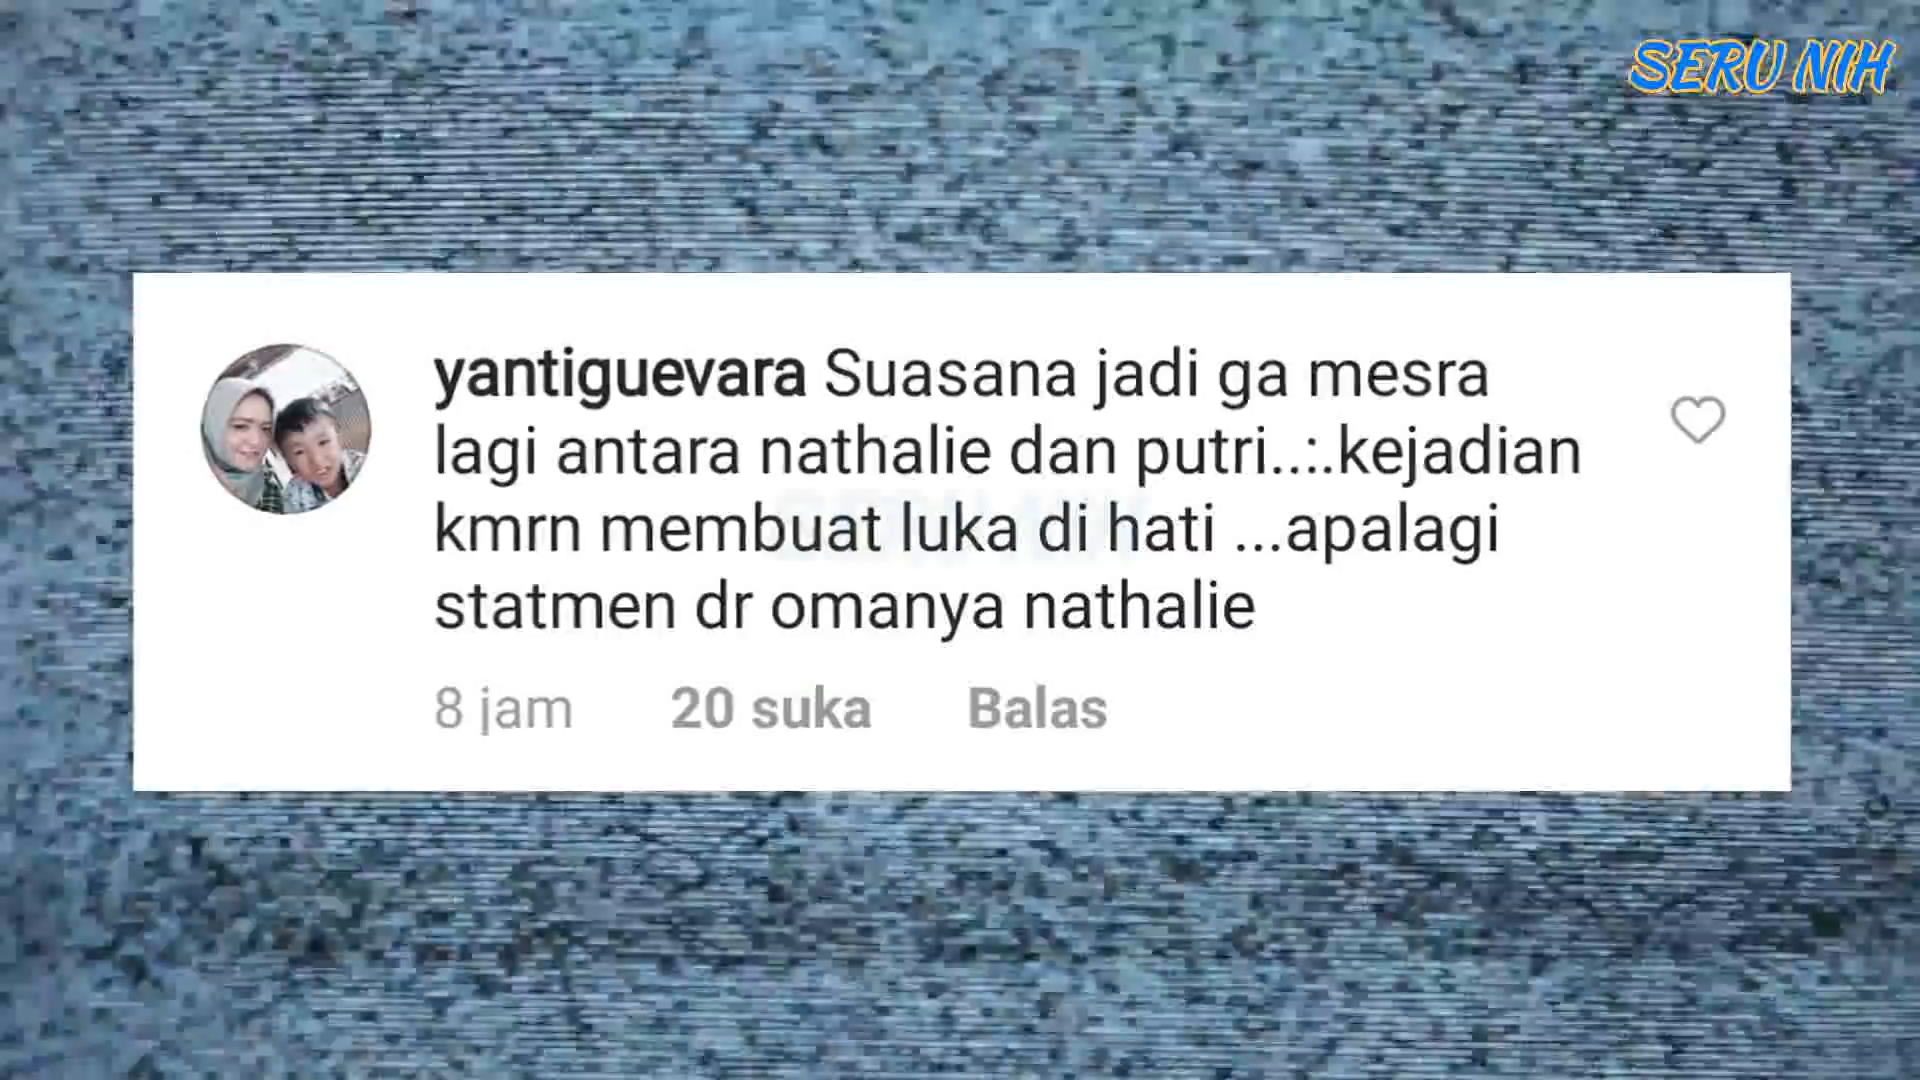 SERU NIH
yantiguevara Suasana jadi ga mesra
lagi antara nathalie dan putri..:.kejadian
kmrn membuat luka di hati ...apalagi
statmen dr omanya nathalie
8 jam 20 suka Balas